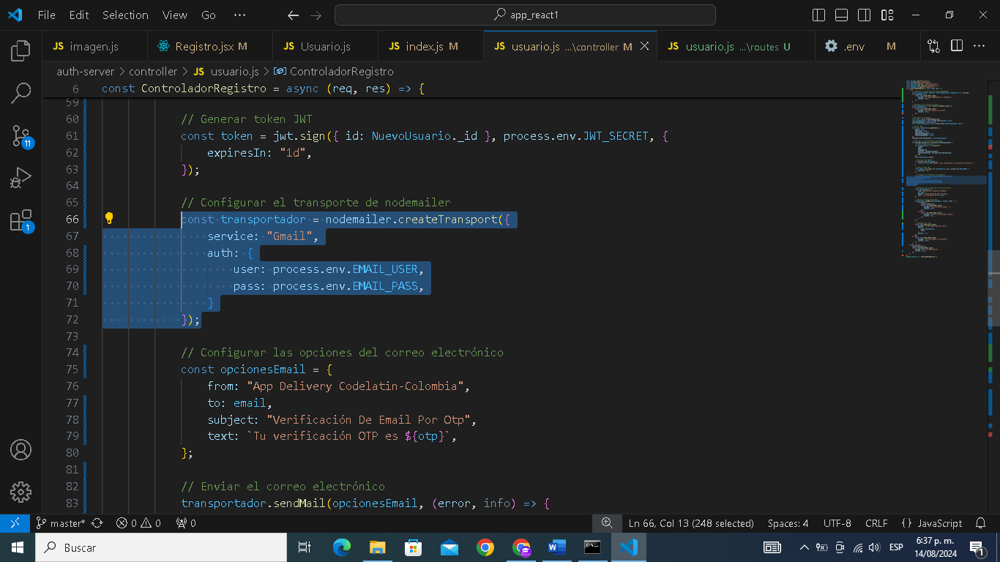 File Edit Selection View Go ··· app_react1
JS imagen.js Registro.jsx M JS Usuario.js JS index.js M JS usuario.js ...\controller M JS usuario.js ...\routes U .env M ···
auth-server > controller > JS usuario.js > ControladorRegistro
6 const ControladorRegistro = async (req, res) => {
59
60 // Generar token JWT
61 const token = jwt.sign({ id: NuevoUsuario._id }, process.env.JWT_SECRET, {
62 expiresIn: "1d",
63 });
64
65 // Configurar el transporte de nodemailer
66 const transportador = nodemailer.createTransport({
67 service: "Gmail",
68 auth: {
69 user: process.env.EMAIL_USER,
70 pass: process.env.EMAIL_PASS,
71 }
72 });
73
74 // Configurar las opciones del correo electrónico
75 const opcionesEmail = {
76 from: "App Delivery Codelatin-Colombia",
77 to: email,
78 subject: "Verificación De Email Por Otp",
79 text: `Tu verificación OTP es ${otp}`,
80 };
81
82 // Enviar el correo electrónico
83 transportador.sendMail(opcionesEmail, (error, info) => {
11
1
master* 0 0 0 Ln 66, Col 13 (248 selected) Spaces: 4 UTF-8 CRLF {} JavaScript
Buscar ESP 6:37 p. m.
14/08/2024
1